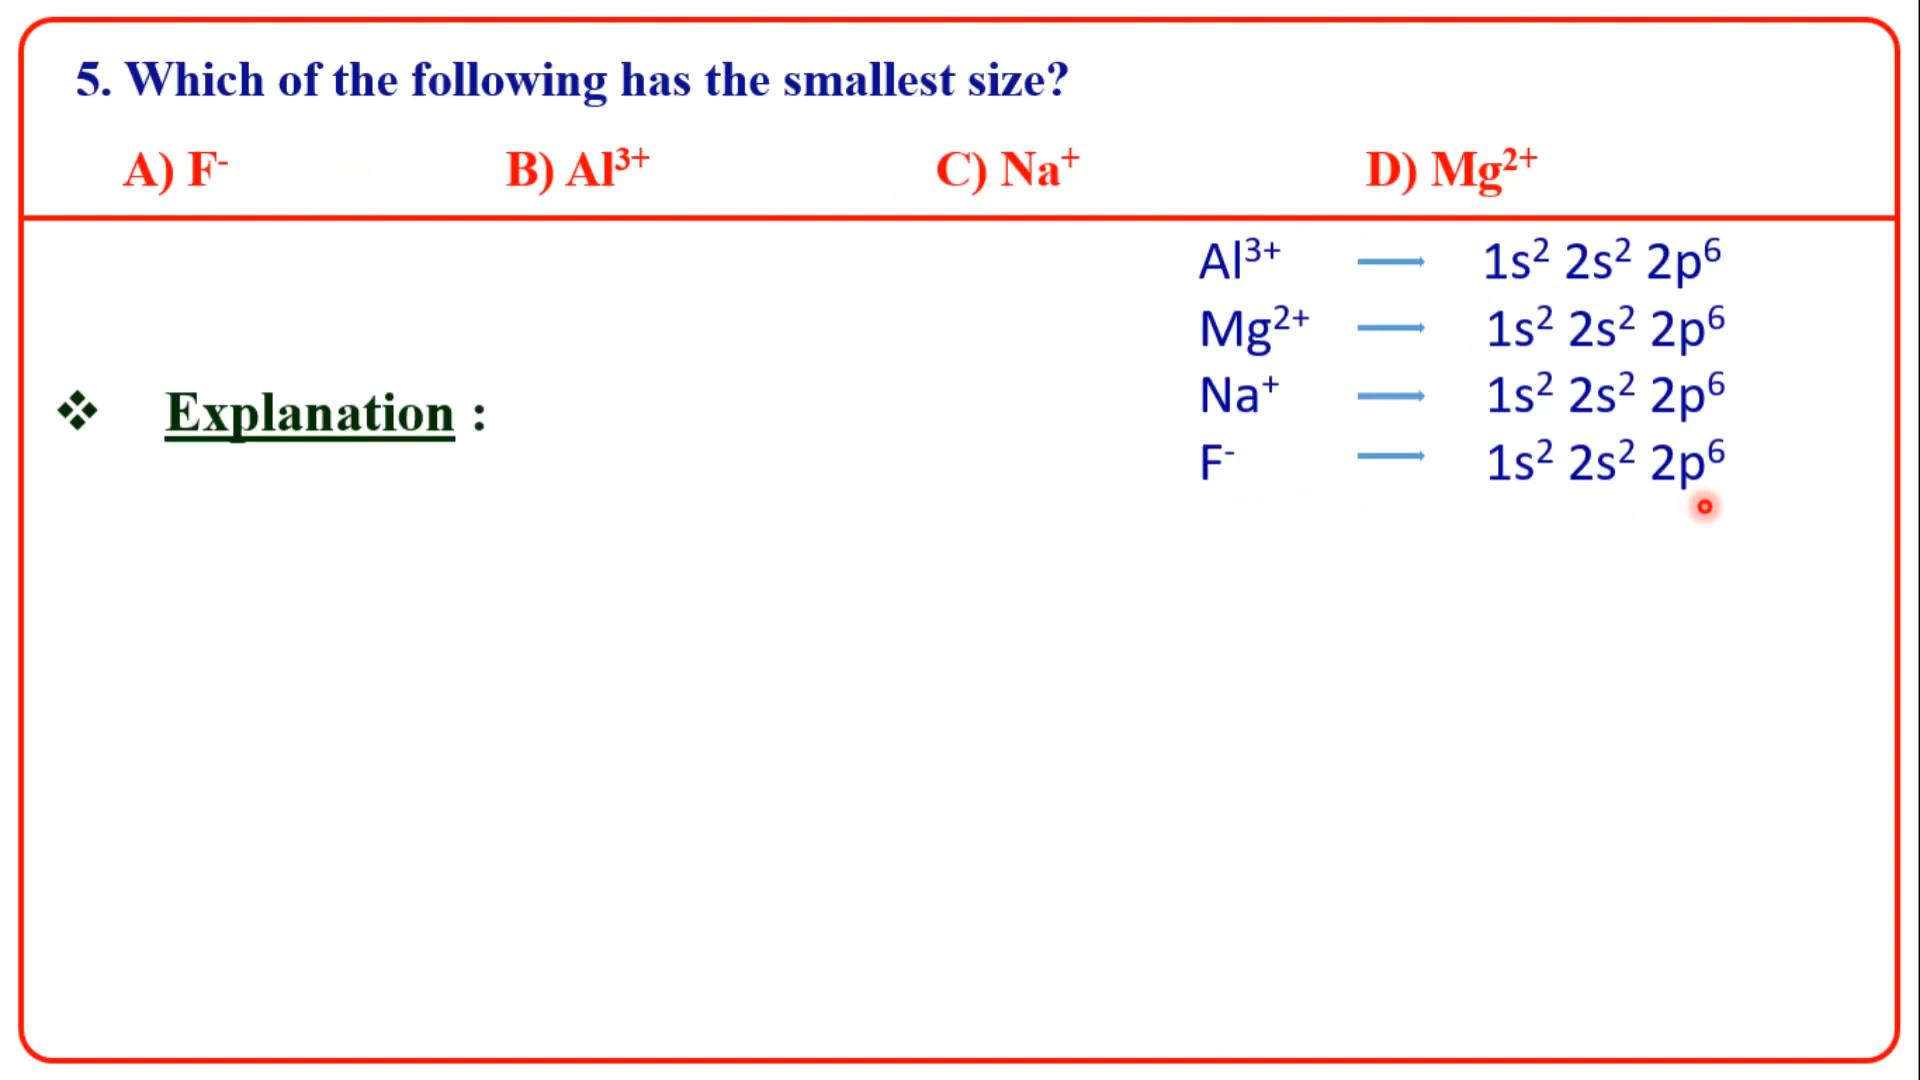 5. Which of the following has the smallest size?
A) F⁻ B) Al³⁺ C) Na⁺ D) Mg²⁺
Al³⁺ → 1s² 2s² 2p⁶
Mg²⁺ → 1s² 2s² 2p⁶
Na⁺ → 1s² 2s² 2p⁶
F⁻ → 1s² 2s² 2p⁶
❖ Explanation :